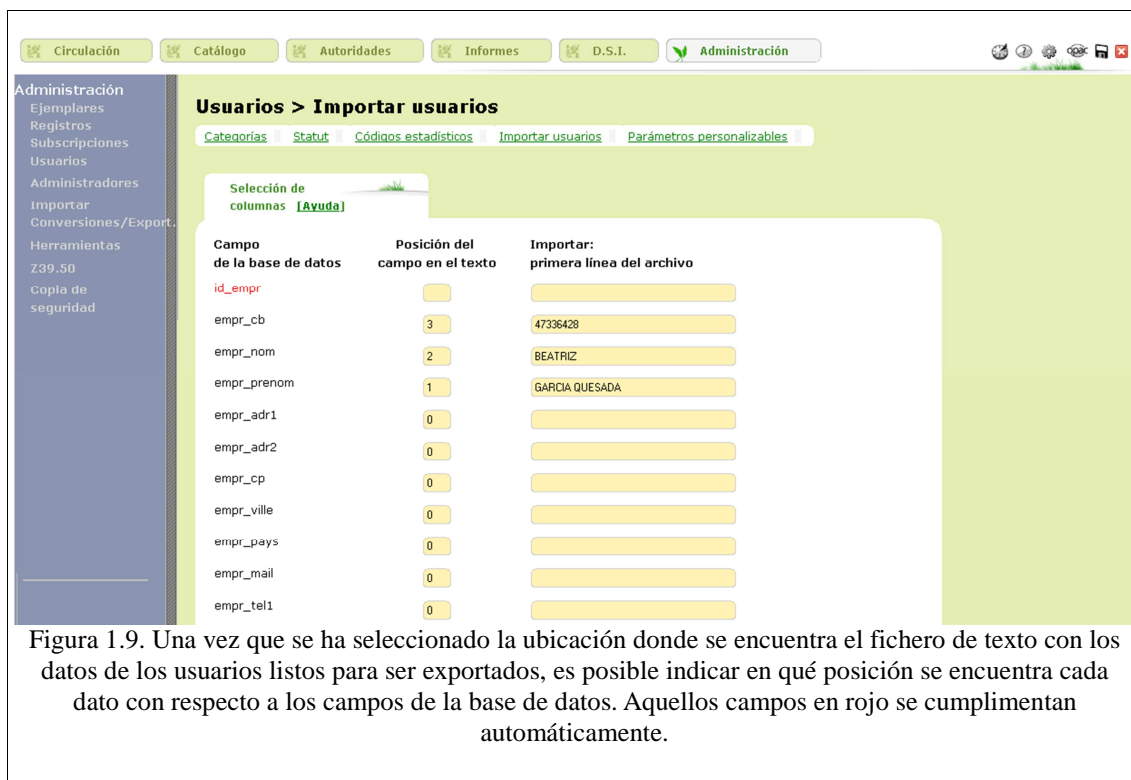 Circulación Catálogo Autoridades Informes D.S.I. Administración opac
Administración
Ejemplares
Registros
Subscripciones
Usuarios
Administradores
Importar
Conversiones/Export.
Herramientas
Z39.50
Copia de
seguridad
Usuarios > Importar usuarios
Categorías Statut Códigos estadísticos Importar usuarios Parámetros personalizables
Selección de
columnas [Ayuda]
Campo Posición del Importar:
de la base de datos campo en el texto primera línea del archivo
id_empr
empr_cb 3 47336428
empr_nom 2 BEATRIZ
empr_prenom 1 GARCIA QUESADA
empr_adr1 0
empr_adr2 0
empr_cp 0
empr_ville 0
empr_pays 0
empr_mail 0
empr_tel1 0
Figura 1.9. Una vez que se ha seleccionado la ubicación donde se encuentra el fichero de texto con los
datos de los usuarios listos para ser exportados, es posible indicar en qué posición se encuentra cada
dato con respecto a los campos de la base de datos. Aquellos campos en rojo se cumplimentan
automáticamente.